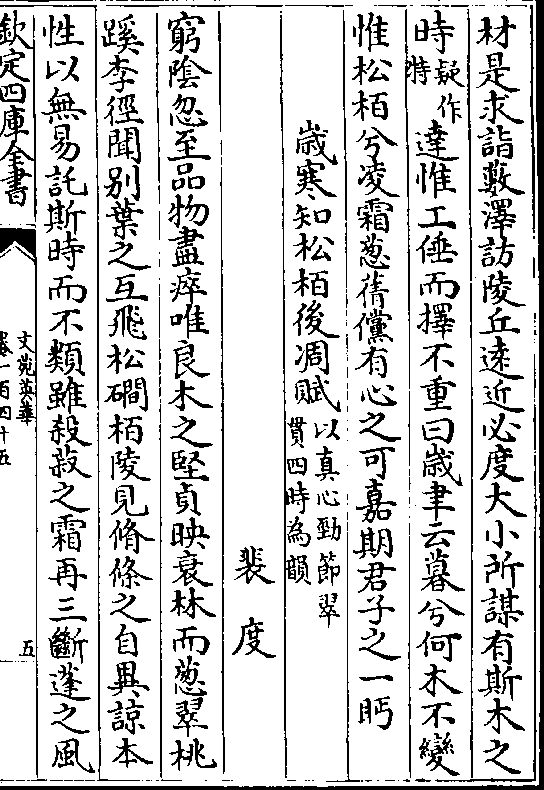 材是求詣藪澤訪陵丘遠近必度大小所謀有斯木之
時疑作特達惟工倕而擇不重曰歳聿云暮兮何木不變
惟松栢兮凌霜葱蒨儻有心之可嘉期君子之一眄
歳寒知松栢後凋賦以真心勁節翠貫四時為韻
裴度
窮陰忽至品物盡瘁唯良木之堅貞映衰林而葱翠桃
蹊李徑聞別葉之互飛松磵栢陵見脩條之自異諒本
性以無易託斯時而不類雖殺菽之霜再三斷蓬之風
欽定四庫全書
文苑英華
卷一百四十五
五